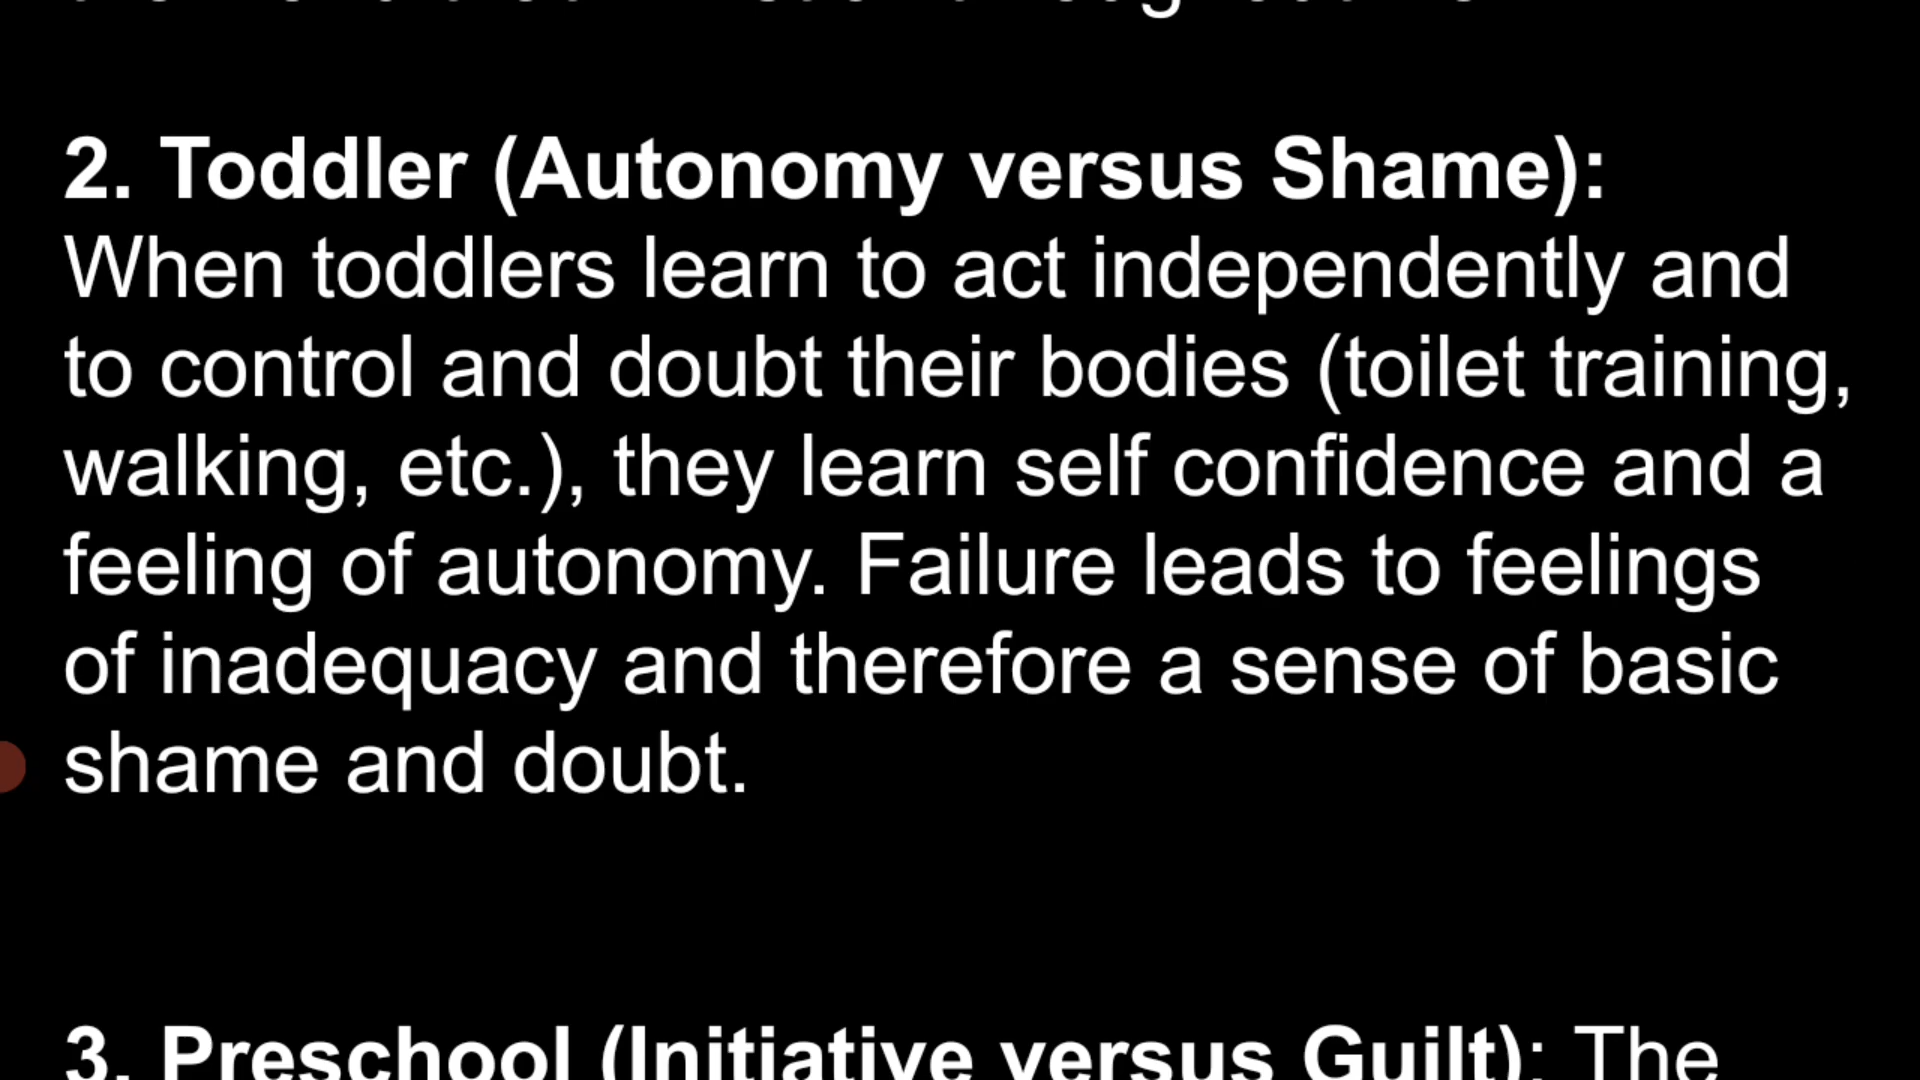 2. Toddler (Autonomy versus Shame):
When toddlers learn to act independently and
to control and doubt their bodies (toilet training,
walking, etc.), they learn self confidence and a
feeling of autonomy. Failure leads to feelings
of inadequacy and therefore a sense of basic
shame and doubt.
3. Preschool (Initiative versus Guilt): The